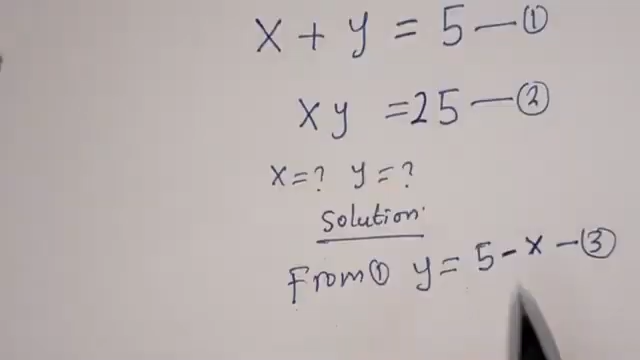 x + y = 5 — ①
xy = 25 — ②
x = ? y = ?
Solution.
From ① y = 5 - x — ③